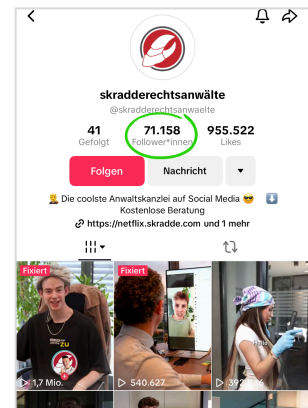 skradderechtsanwälte
@skradderechtsanwaelte
41 71.158 955.522
Gefolgt Follower*innen Likes
Folgen Nachricht
Die coolste Anwaltskanzlei auf Social Media
Kostenlose Beratung
https://netflix.skradde.com und 1 mehr
Fixiert Fixiert
zu
1,7 Mio. 540.627